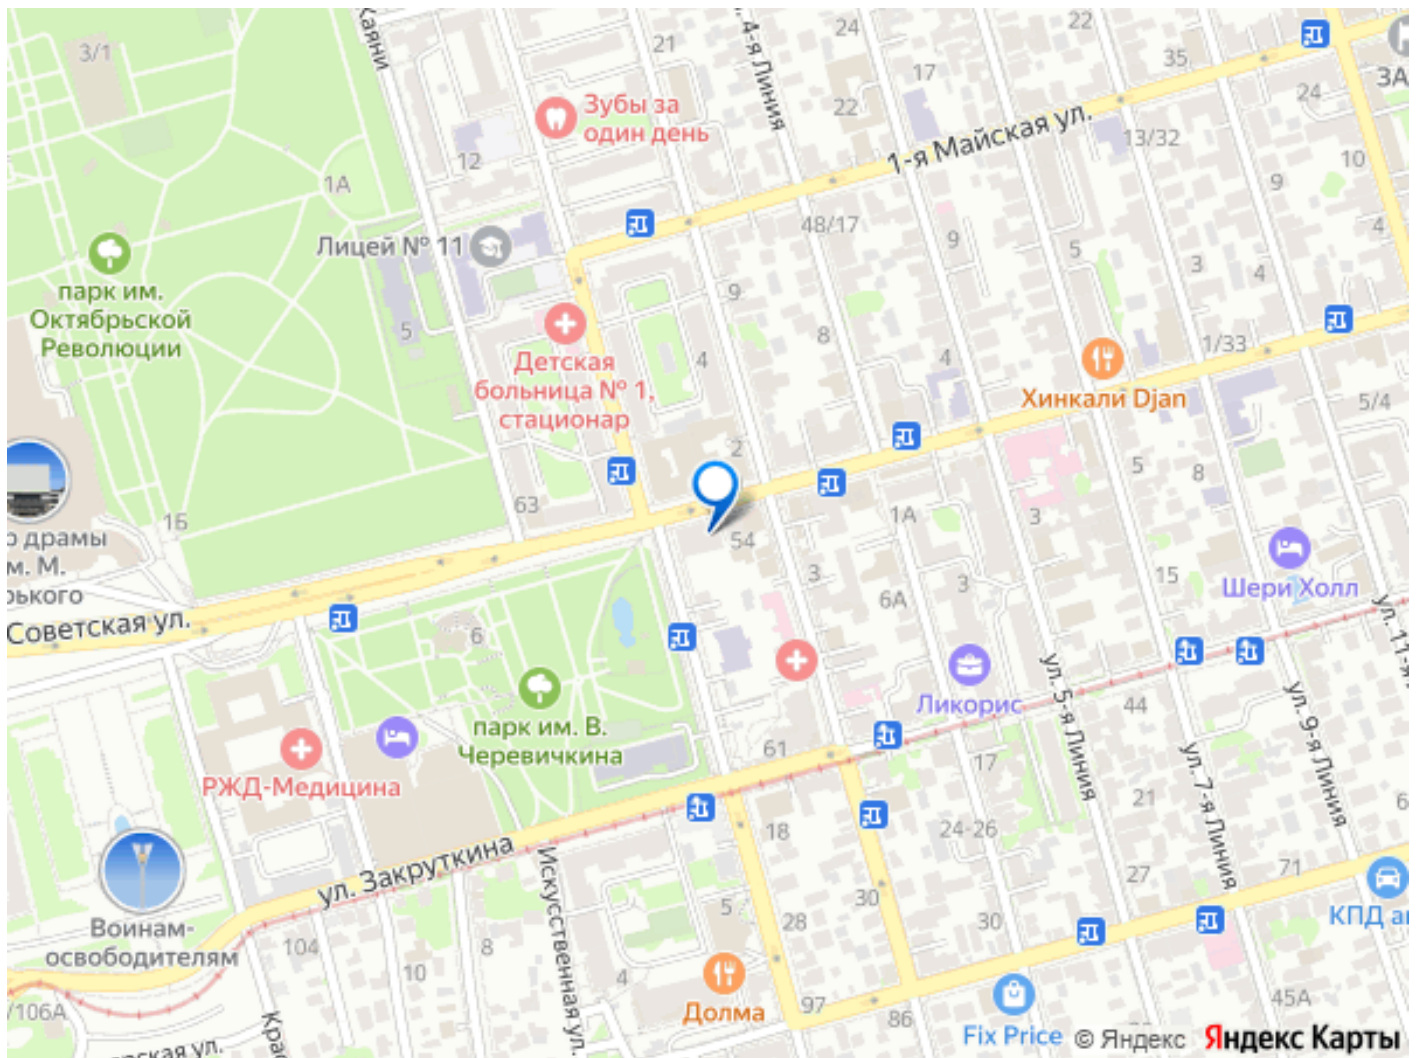 3/1
21
24
22
35
17
ул. 4-я Линия
Зубы за
один день
22
24
12
13/32
1-я Майская ул.
10
9
1А
48/17
4
Лицей № 11
9
5
3
4
парк им.
Октябрьской
Революции
9
8
5
1/33
Детская
больница № 1,
стационар
4
4
Хинкали Djan
5/4
2
5
8
63
1А
3
54
3
15
о драмы
м. М.
рького
3
6А
Шери Холл
Советская ул.
6
парк им. В.
Черевичкина
Ликорис
ул. 5-я Линия
44
61
17
ул. 9-я Линия
РЖД-Медицина
21
ул. 7-я Линия
18
24-26
ул. Закруткина
Искусственная ул.
27
71
30
5
28
30
КПД а
Воинам-
освободителям
104
8
10
4
Долма
97
86
45А
/106А
Fix Price
© Яндекс Яндекс Карты